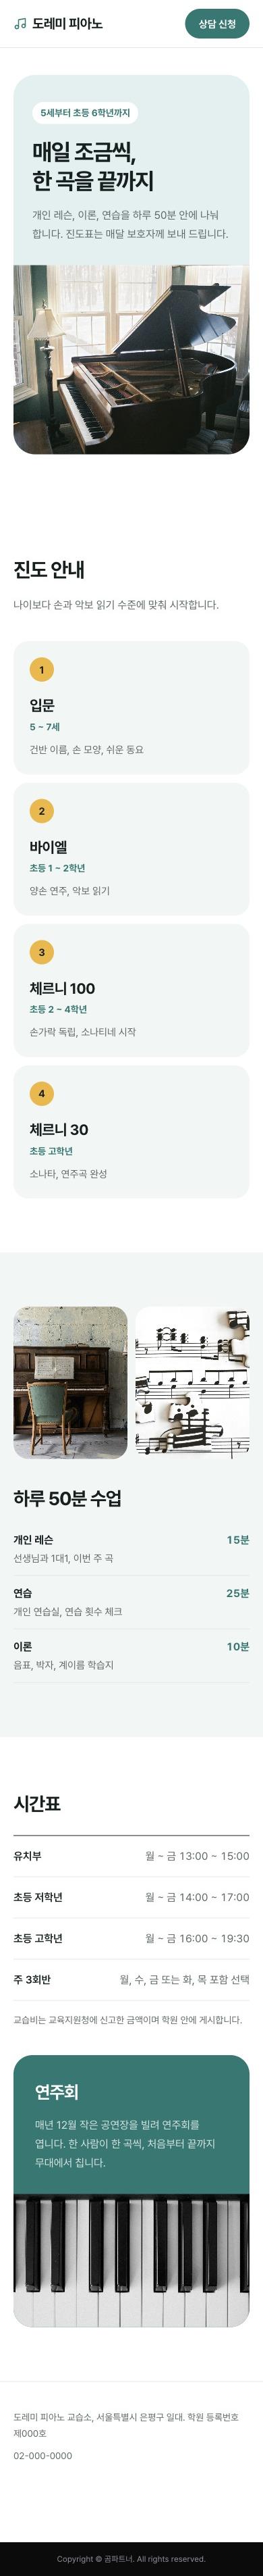 도레미 피아노
상담 신청
5세부터 초등 6학년까지
매일 조금씩,
한 곡을 끝까지
개인 레슨, 이론, 연습을 하루 50분 안에 나눠
합니다. 진도표는 매달 보호자께 보내 드립니다.
진도 안내
나이보다 손과 악보 읽기 수준에 맞춰 시작합니다.
1
입문
5 ~ 7세
건반 이름, 손 모양, 쉬운 동요
2
바이엘
초등 1 ~ 2학년
양손 연주, 악보 읽기
3
체르니 100
초등 2 ~ 4학년
손가락 독립, 소나티네 시작
4
체르니 30
초등 고학년
소나타, 연주곡 완성
하루 50분 수업
개인 레슨 15분
선생님과 1대1, 이번 주 곡
연습 25분
개인 연습실, 연습 횟수 체크
이론 10분
음표, 박자, 계이름 학습지
시간표
유치부 월 ~ 금 13:00 ~ 15:00
초등 저학년 월 ~ 금 14:00 ~ 17:00
초등 고학년 월 ~ 금 16:00 ~ 19:30
주 3회반 월, 수, 금 또는 화, 목 포함 선택
교습비는 교육지원청에 신고한 금액이며 학원 안에 게시합니다.
연주회
매년 12월 작은 공연장을 빌려 연주회를
엽니다. 한 사람이 한 곡씩, 처음부터 끝까지
무대에서 칩니다.
도레미 피아노 교습소, 서울특별시 은평구 일대. 학원 등록번호
제000호
02-000-0000
Copyright © 곰파트너. All rights reserved.